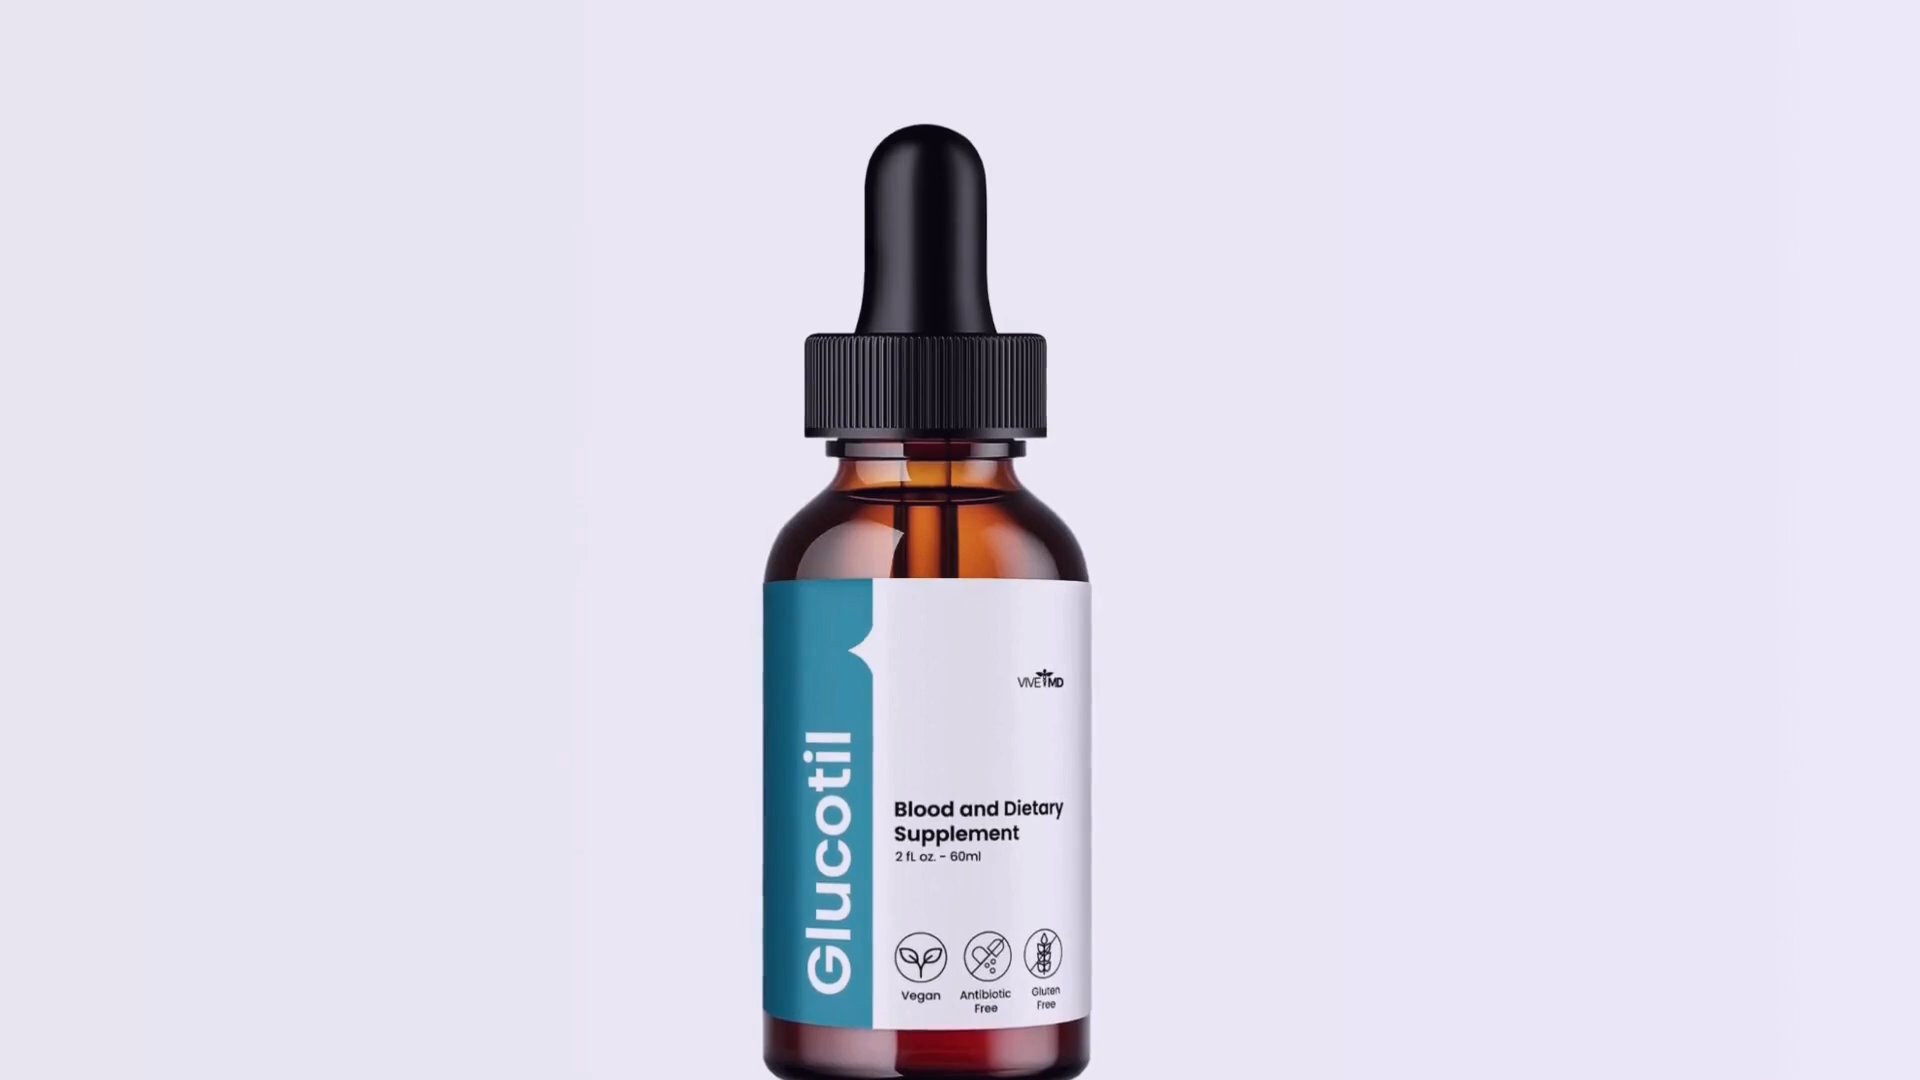 Glucotil
VIVE MD
Blood and Dietary
Supplement
2 fL oz. - 60ml
Vegan
Antibiotic
Free
Gluten
Free